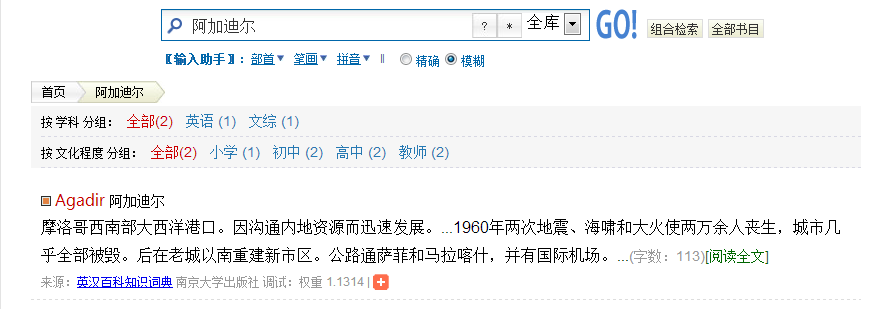 阿加迪尔 ? * 全库 GO! 组合检索 全部书目
【输入助手】: 部首 笔画 拼音 ‖ 精确 模糊
首页 阿加迪尔
按 学科 分组: 全部(2) 英语 (1) 文综 (1)
按 文化程度 分组: 全部(2) 小学 (1) 初中 (2) 高中 (2) 教师 (2)
Agadir 阿加迪尔
摩洛哥西南部大西洋港口。因沟通内地资源而迅速发展。...1960年两次地震、海啸和大火使两万余人丧生，城市几
乎全部被毁。后在老城以南重建新市区。公路通萨菲和马拉喀什，并有国际机场。...(字数：113)[阅读全文]
来源：英汉百科知识词典 南京大学出版社 调试：权重 1.1314 |